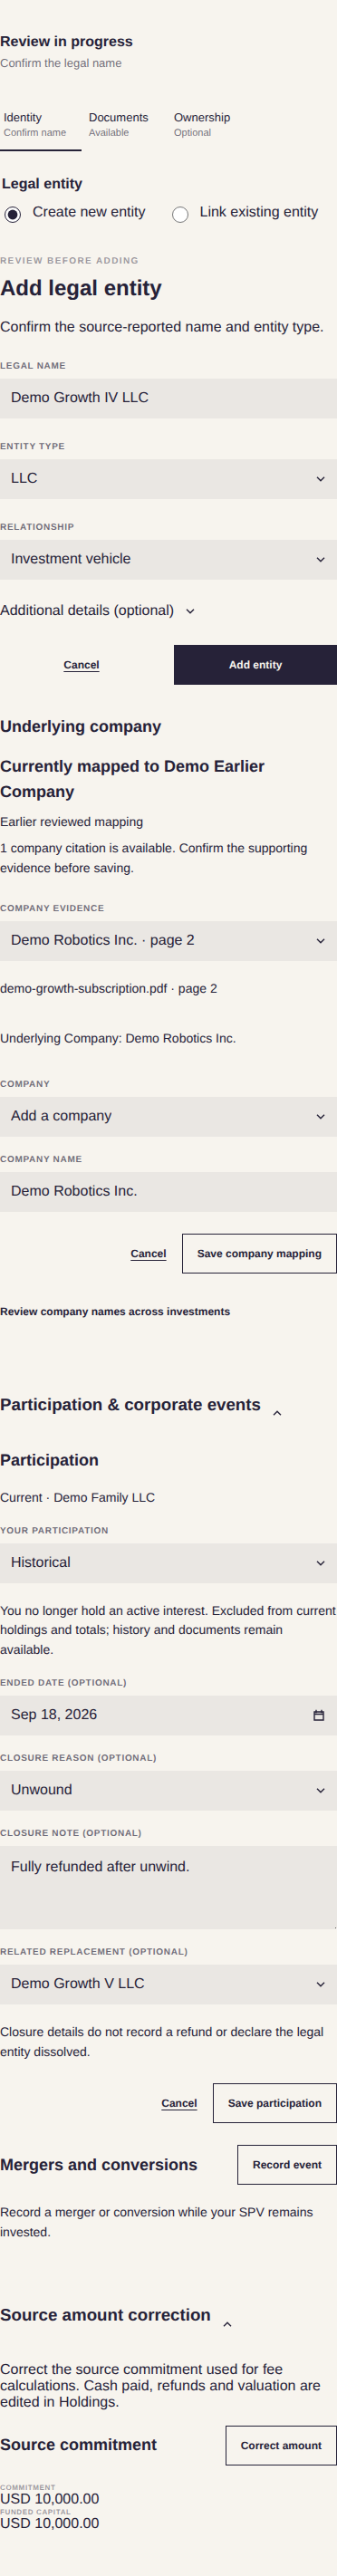 Review in progress
Confirm the legal name
Identity Documents Ownership
Confirm name Available Optional
Legal entity
Create new entity Link existing entity
REVIEW BEFORE ADDING
Add legal entity
Confirm the source-reported name and entity type.
LEGAL NAME
Demo Growth IV LLC
ENTITY TYPE
LLC
RELATIONSHIP
Investment vehicle
Additional details (optional)
Cancel Add entity
Underlying company
Currently mapped to Demo Earlier
Company
Earlier reviewed mapping
1 company citation is available. Confirm the supporting
evidence before saving.
COMPANY EVIDENCE
Demo Robotics Inc. · page 2
demo-growth-subscription.pdf · page 2
Underlying Company: Demo Robotics Inc.
COMPANY
Add a company
COMPANY NAME
Demo Robotics Inc.
Cancel Save company mapping
Review company names across investments
Participation & corporate events
Participation
Current · Demo Family LLC
YOUR PARTICIPATION
Historical
You no longer hold an active interest. Excluded from current
holdings and totals; history and documents remain
available.
ENDED DATE (OPTIONAL)
Sep 18, 2026
CLOSURE REASON (OPTIONAL)
Unwound
CLOSURE NOTE (OPTIONAL)
Fully refunded after unwind.
RELATED REPLACEMENT (OPTIONAL)
Demo Growth V LLC
Closure details do not record a refund or declare the legal
entity dissolved.
Cancel Save participation
Mergers and conversions Record event
Record a merger or conversion while your SPV remains
invested.
Source amount correction
Correct the source commitment used for fee
calculations. Cash paid, refunds and valuation are
edited in Holdings.
Source commitment Correct amount
COMMITMENT
USD 10,000.00
FUNDED CAPITAL
USD 10,000.00